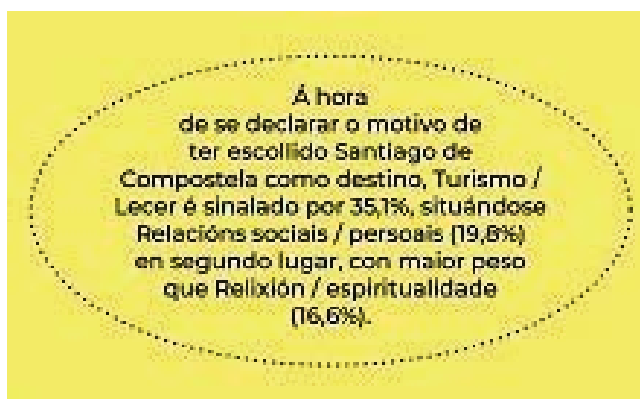 Á hora
de se declarar o motivo de
ter escollido Santiago de
Compostela como destino, Turismo /
Lecer é sinalado por 35,1%, situándose
Relacións sociais / persoais (19,8%)
en segundo lugar, con maior peso
que Relixión / espiritualidade
(16,6%).